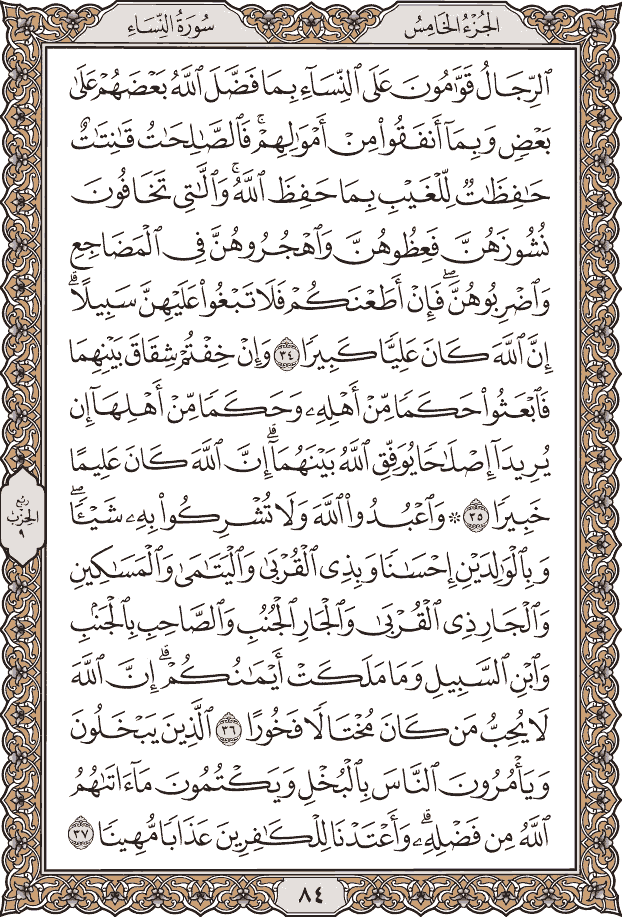 الجُزْءُ الخَامِسُ
سُورَةُ النِّسَاءِ
ٱلرِّجَالُ قَوَّٰمُونَ عَلَى ٱلنِّسَآءِ بِمَا فَضَّلَ ٱللَّهُ بَعۡضَهُمۡ عَلَىٰ
بَعۡضٖ وَبِمَآ أَنفَقُواْ مِنۡ أَمۡوَٰلِهِمۡۚ فَٱلصَّٰلِحَٰتُ قَٰنِتَٰتٌ
حَٰفِظَٰتٞ لِّلۡغَيۡبِ بِمَا حَفِظَ ٱللَّهُۚ وَٱلَّٰتِي تَخَافُونَ
نُشُوزَهُنَّ فَعِظُوهُنَّ وَٱهۡجُرُوهُنَّ فِي ٱلۡمَضَاجِعِ
وَٱضۡرِبُوهُنَّۖ فَإِنۡ أَطَعۡنَكُمۡ فَلَا تَبۡغُواْ عَلَيۡهِنَّ سَبِيلًاۗ
إِنَّ ٱللَّهَ كَانَ عَلِيّٗا كَبِيرٗا ٣٤ وَإِنۡ خِفۡتُمۡ شِقَاقَ بَيۡنِهِمَا
فَٱبۡعَثُواْ حَكَمٗا مِّنۡ أَهۡلِهِۦ وَحَكَمٗا مِّنۡ أَهۡلِهَآ إِن
يُرِيدَآ إِصۡلَٰحٗا يُوَفِّقِ ٱللَّهُ بَيۡنَهُمَآۗ إِنَّ ٱللَّهَ كَانَ عَلِيمًا
خَبِيرٗا ٣٥ ۞ وَٱعۡبُدُواْ ٱللَّهَ وَلَا تُشۡرِكُواْ بِهِۦ شَيۡـٔٗاۖ
وَبِٱلۡوَٰلِدَيۡنِ إِحۡسَٰنٗا وَبِذِي ٱلۡقُرۡبَىٰ وَٱلۡيَتَٰمَىٰ وَٱلۡمَسَٰكِينِ
وَٱلۡجَارِ ذِي ٱلۡقُرۡبَىٰ وَٱلۡجَارِ ٱلۡجُنُبِ وَٱلصَّاحِبِ بِٱلۡجَنۢبِ
وَٱبۡنِ ٱلسَّبِيلِ وَمَا مَلَكَتۡ أَيۡمَٰنُكُمۡۗ إِنَّ ٱللَّهَ
لَا يُحِبُّ مَن كَانَ مُخۡتَالٗا فَخُورًا ٣٦ ٱلَّذِينَ يَبۡخَلُونَ
وَيَأۡمُرُونَ ٱلنَّاسَ بِٱلۡبُخۡلِ وَيَكۡتُمُونَ مَآ ءَاتَىٰهُمُ
ٱللَّهُ مِن فَضۡلِهِۦۗ وَأَعۡتَدۡنَا لِلۡكَٰفِرِينَ عَذَابٗا مُّهِينٗا ٣٧
ربع
الحزب
٩
٨٤